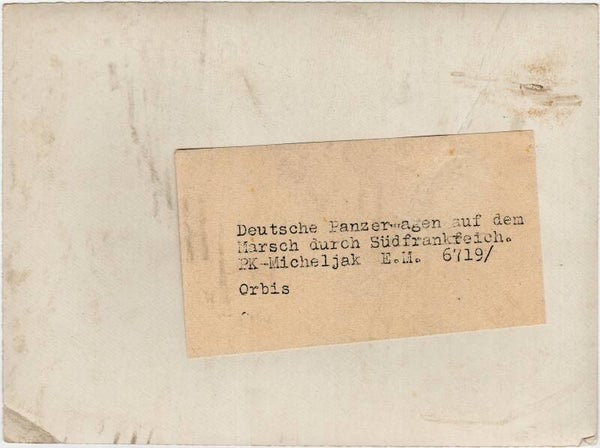 Deutsche Panzerwagen auf dem
Marsch durch Südfrankreich.
PK-Micheljak E.M. 6719/
Orbis